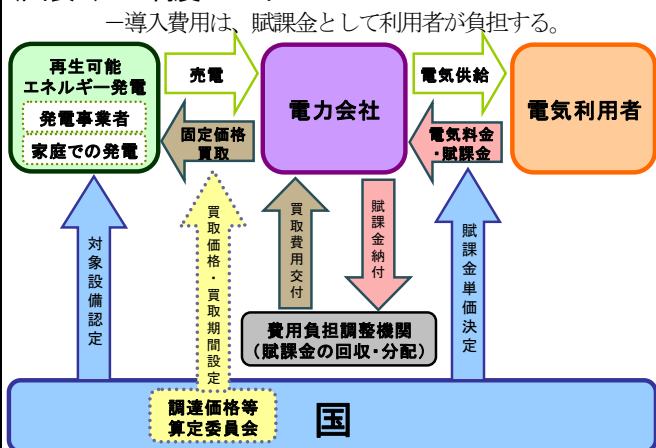 －導入費用は、賦課金として利用者が負担する。
再生可能
エネルギー発電
発電事業者
家庭での発電
売電
固定価格
買取
電力会社
電気供給
電気料金
・賦課金
電気利用者
対象設備認定
買取価格・買取期間設定
買取費用交付
賦課金納付
賦課金単価決定
費用負担調整機関
（賦課金の回収・分配）
調達価格等
算定委員会
国